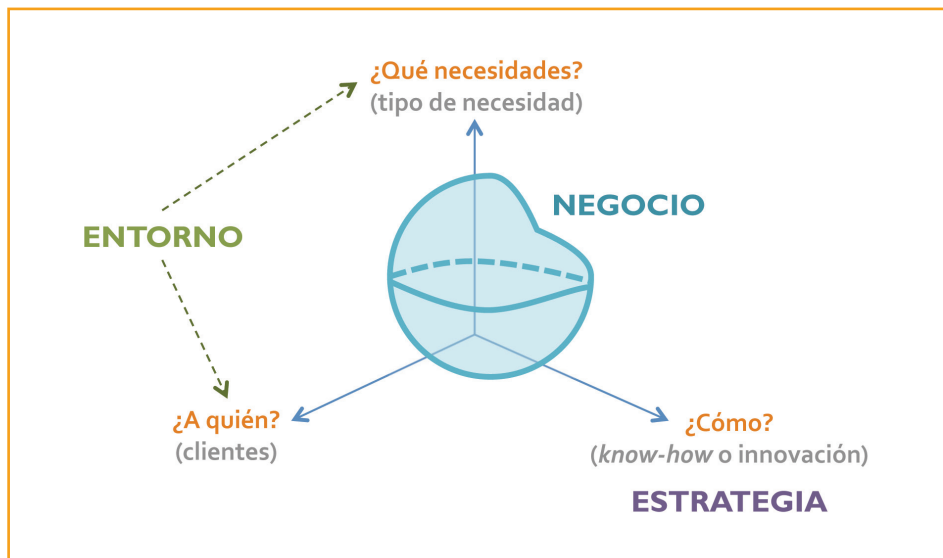 ¿Qué necesidades?
(tipo de necesidad)
NEGOCIO
ENTORNO
¿A quién?
(clientes)
¿Cómo?
(know-how o innovación)
ESTRATEGIA